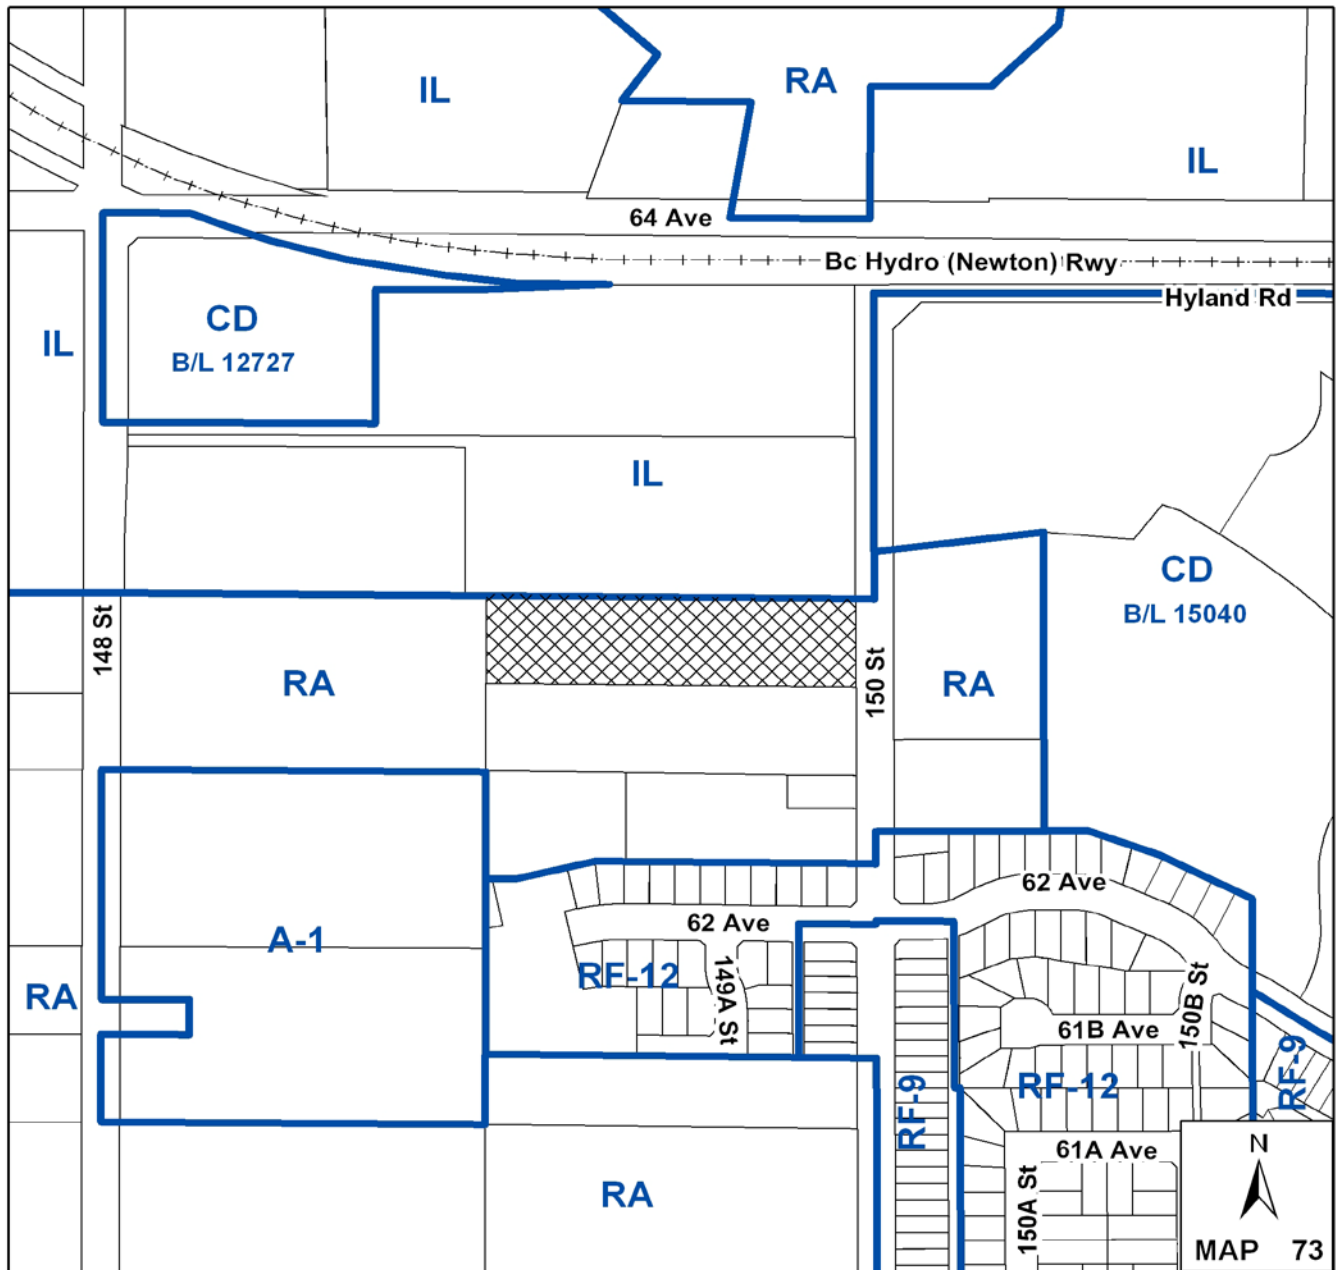 RA
IL
IL
64 Ave
Bc Hydro (Newton) Rwy
Hyland Rd
CD
B/L 12727
IL
IL
CD
B/L 15040
148 St
RA
150 St
RA
62 Ave
62 Ave
A-1
RF-12
149A St
150B St
RA
61B Ave
RF-9
RF-12
RF-9
61A Ave
RA
150A St
N
MAP 73